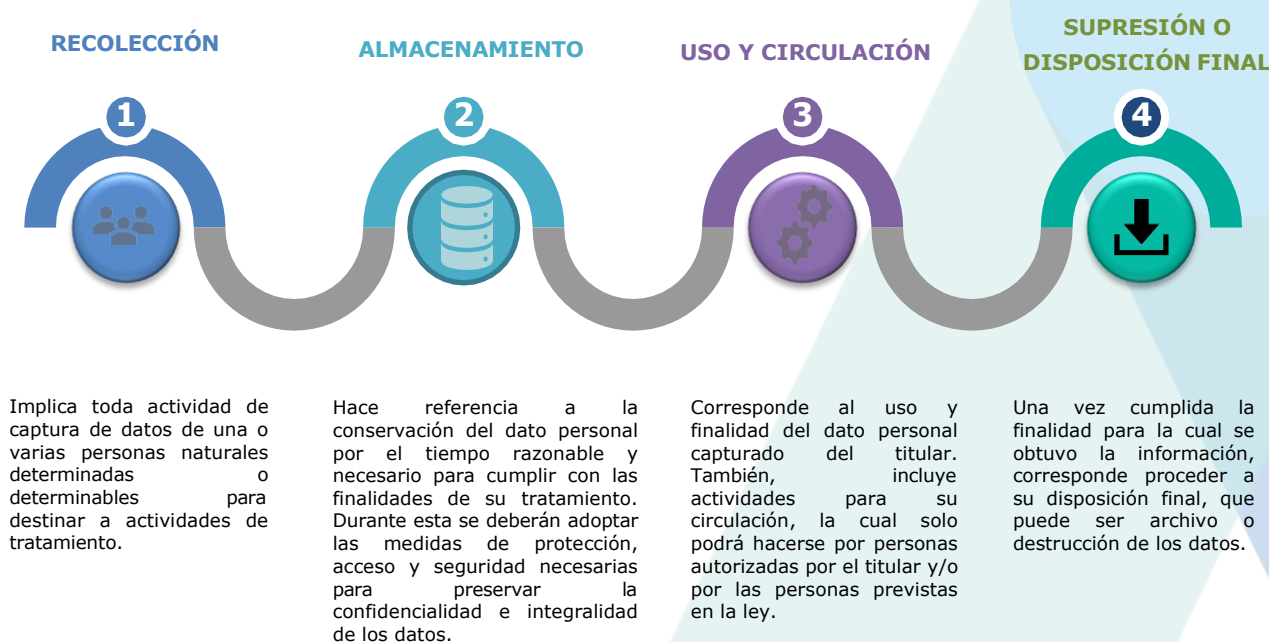 RECOLECCIÓN
1
Implica toda actividad de
captura de datos de una o
varias personas naturales
determinadas o
determinables para
destinar a actividades de
tratamiento.
ALMACENAMIENTO
2
Hace referencia a la
conservación del dato personal
por el tiempo razonable y
necesario para cumplir con las
finalidades de su tratamiento.
Durante esta se deberán adoptar
las medidas de protección,
acceso y seguridad necesarias
para preservar la
confidencialidad e integralidad
de los datos.
USO Y CIRCULACIÓN
3
Corresponde al uso y
finalidad del dato personal
capturado del titular.
También, incluye
actividades para su
circulación, la cual solo
podrá hacerse por personas
autorizadas por el titular y/o
por las personas previstas
en la ley.
SUPRESIÓN O
DISPOSICIÓN FINAL
4
Una vez cumplida la
finalidad para la cual se
obtuvo la información,
corresponde proceder a
su disposición final, que
puede ser archivo o
destrucción de los datos.